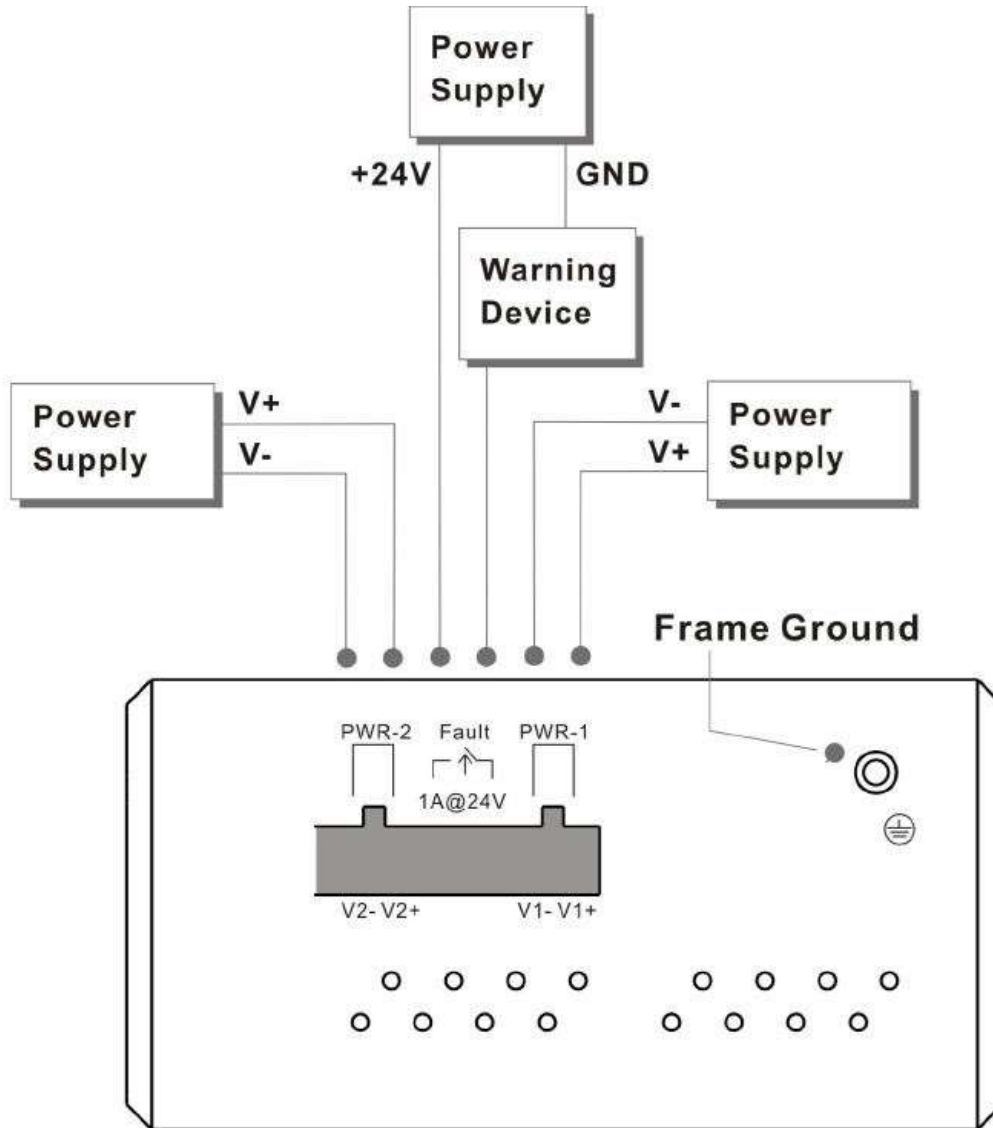 Power
Supply
+24V
GND
Warning
Device
Power
Supply
V+
V-
V-
V+
Power
Supply
Frame Ground
PWR-2
Fault
PWR-1
1A@24V
V2- V2+
V1- V1+